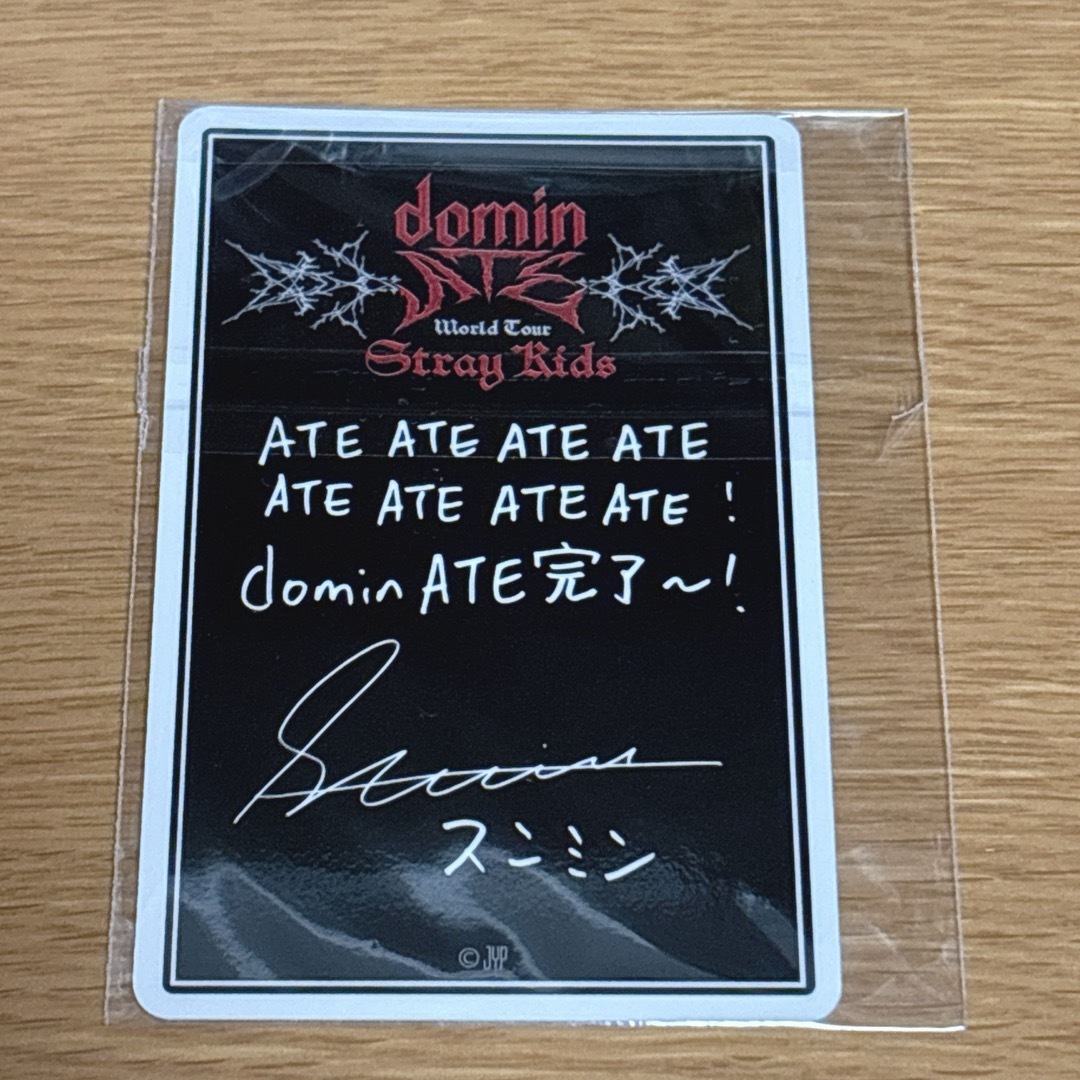 domin
ATE
World Tour
Stray Kids
ATE ATE ATE ATE
ATE ATE ATE ATE !
dominATE完了～!
Seungmin
スンミン
© JYP